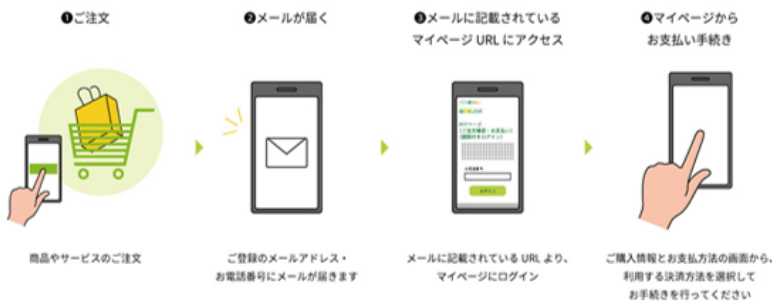 ❶ご注文
❷メールが届く
❸メールに記載されている
マイページ URL にアクセス
❹マイページから
お支払い手続き
ログイン
商品やサービスのご注文
ご登録のメールアドレス・
お電話番号にメールが届きます
メールに記載されている URL より、
マイページにログイン
ご購入情報とお支払方法の画面から、
利用する決済方法を選択して
お手続きを行ってください